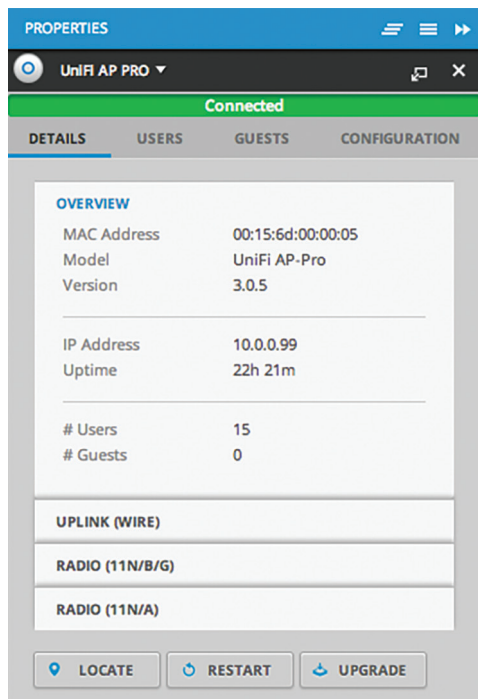 PROPERTIES
UniFi AP PRO
Connected
DETAILS USERS GUESTS CONFIGURATION
OVERVIEW
MAC Address 00:15:6d:00:00:05
Model UniFi AP-Pro
Version 3.0.5
IP Address 10.0.0.99
Uptime 22h 21m
# Users 15
# Guests 0
UPLINK (WIRE)
RADIO (11N/B/G)
RADIO (11N/A)
LOCATE RESTART UPGRADE